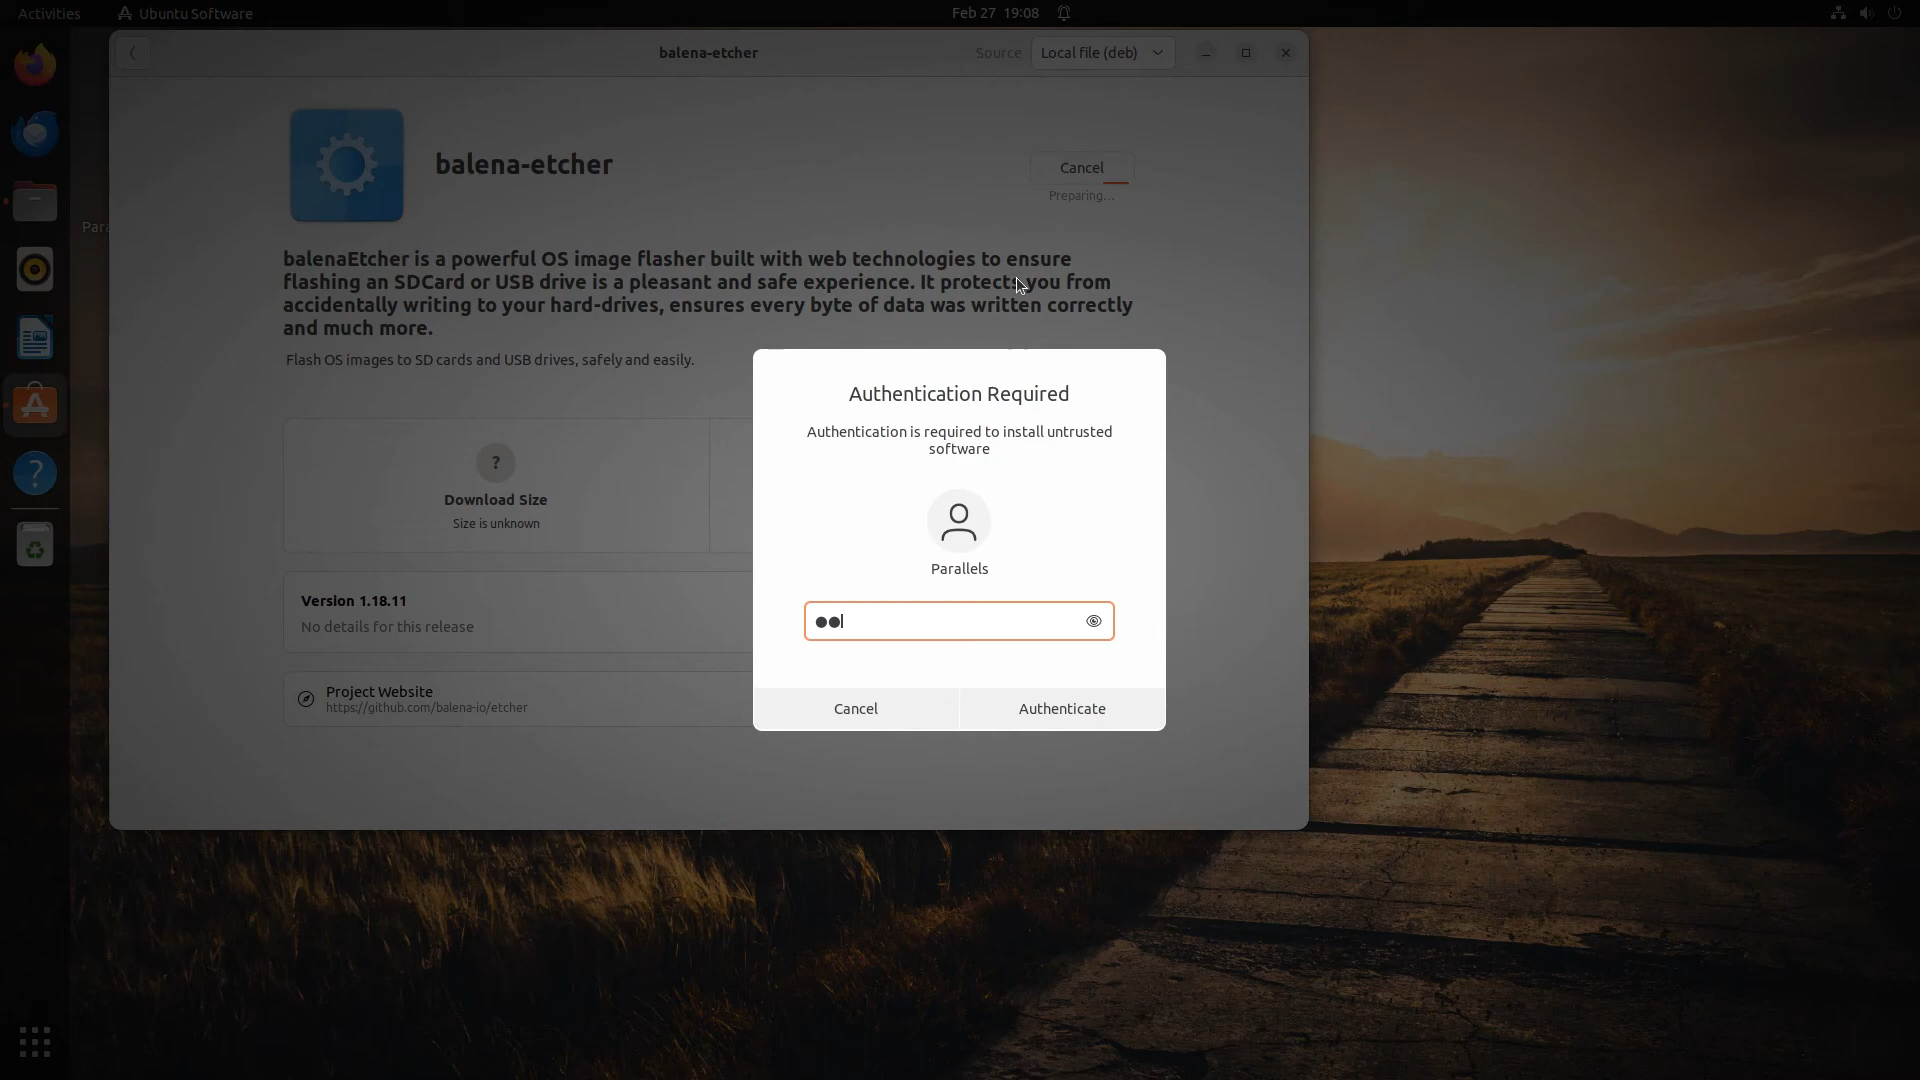 Activities
Ubuntu Software
Feb 27 19:08
balena-etcher
Source
Local file (deb)
balena-etcher
Cancel
Preparing…
balenaEtcher is a powerful OS image flasher built with web technologies to ensure
flashing an SDCard or USB drive is a pleasant and safe experience. It protects you from
accidentally writing to your hard-drives, ensures every byte of data was written correctly
and much more.
Flash OS images to SD cards and USB drives, safely and easily.
?
Download Size
Size is unknown
Version 1.18.11
No details for this release
Project Website
https://github.com/balena-io/etcher
Authentication Required
Authentication is required to install untrusted
software
Parallels
●●
Cancel
Authenticate
Para
?